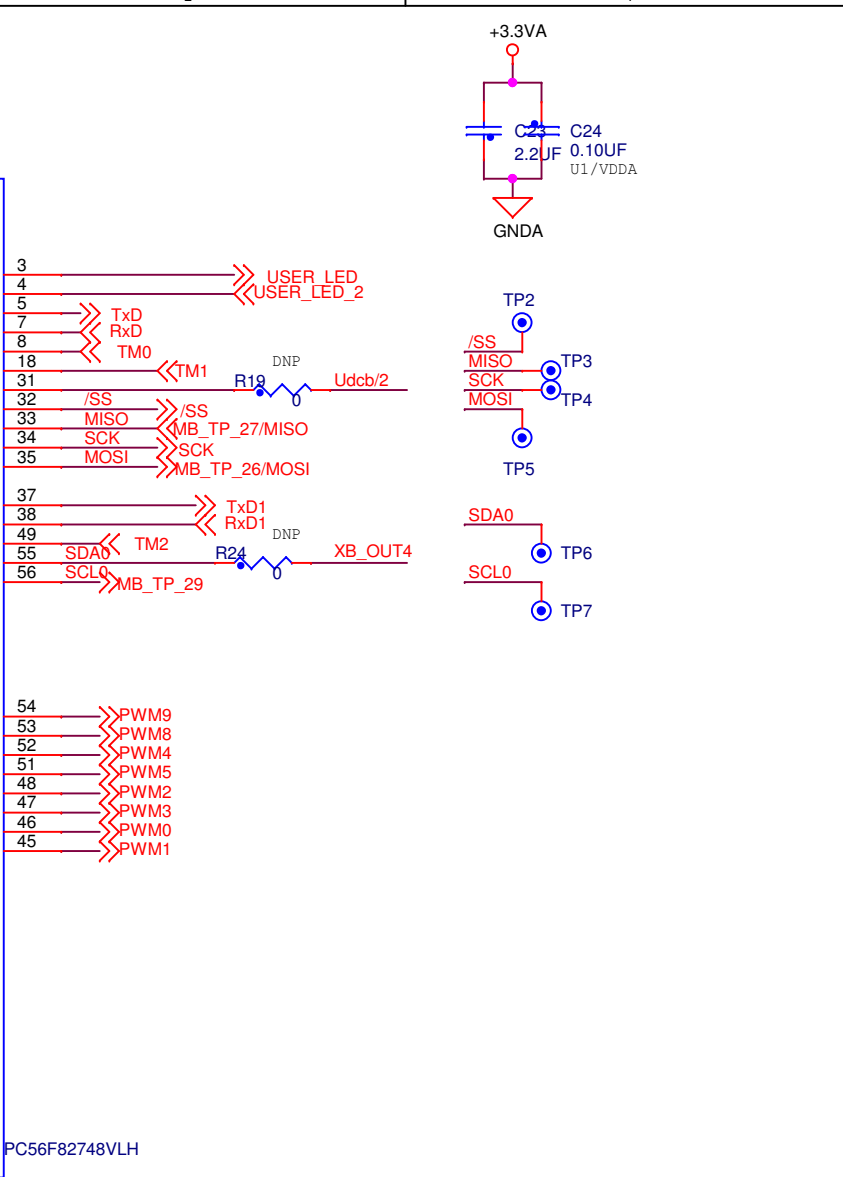 +3.3VA
C23
2.2UF
C24
0.10UF
U1/VDDA
GNDA
3
USER_LED
4
USER_LED_2
5
TxD
7
RxD
8
TM0
18
TM1
31
R19
DNP
0
Udcb/2
32
/SS
/SS
33
MISO
MB_TP_27/MISO
34
SCK
SCK
35
MOSI
MB_TP_26/MOSI
37
TxD1
38
RxD1
49
TM2
55
SDA0
R24
DNP
0
XB_OUT4
56
SCL0
MB_TP_29
TP2
/SS
MISO
TP3
SCK
TP4
MOSI
TP5
SDA0
TP6
SCL0
TP7
54
PWM9
53
PWM8
52
PWM4
51
PWM5
48
PWM2
47
PWM3
46
PWM0
45
PWM1
PC56F82748VLH